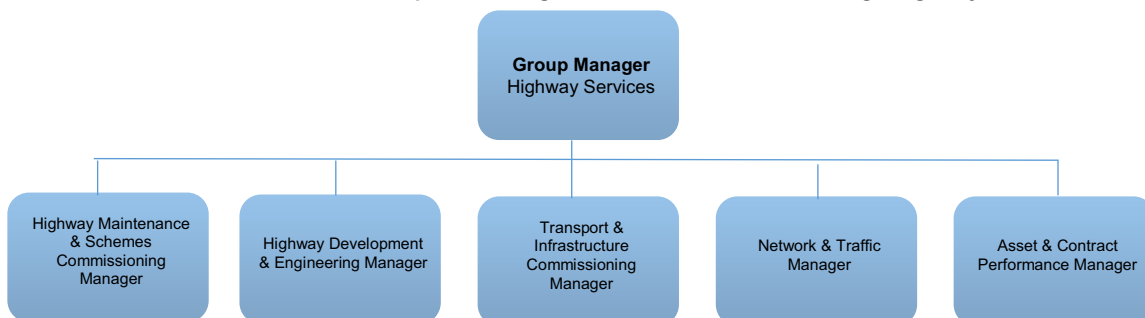 Group Manager
Highway Services
Highway Maintenance
& Schemes
Commissioning
Manager
Highway Development
& Engineering Manager
Transport &
Infrastructure
Commissioning
Manager
Network & Traffic
Manager
Asset & Contract
Performance Manager